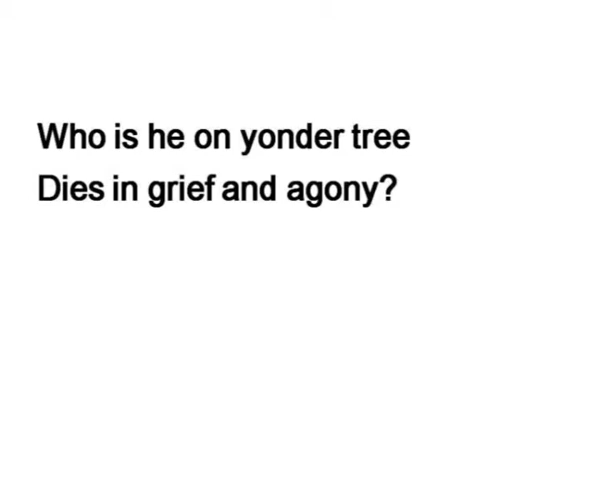 Who is he on yonder tree
Dies in grief and agony?